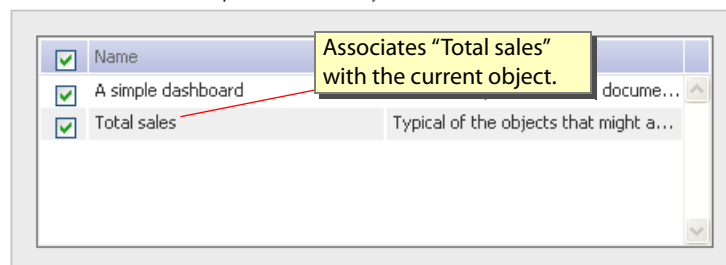 Name
Associates “Total sales”
with the current object.
A simple dashboard docume...
Total sales Typical of the objects that might a...